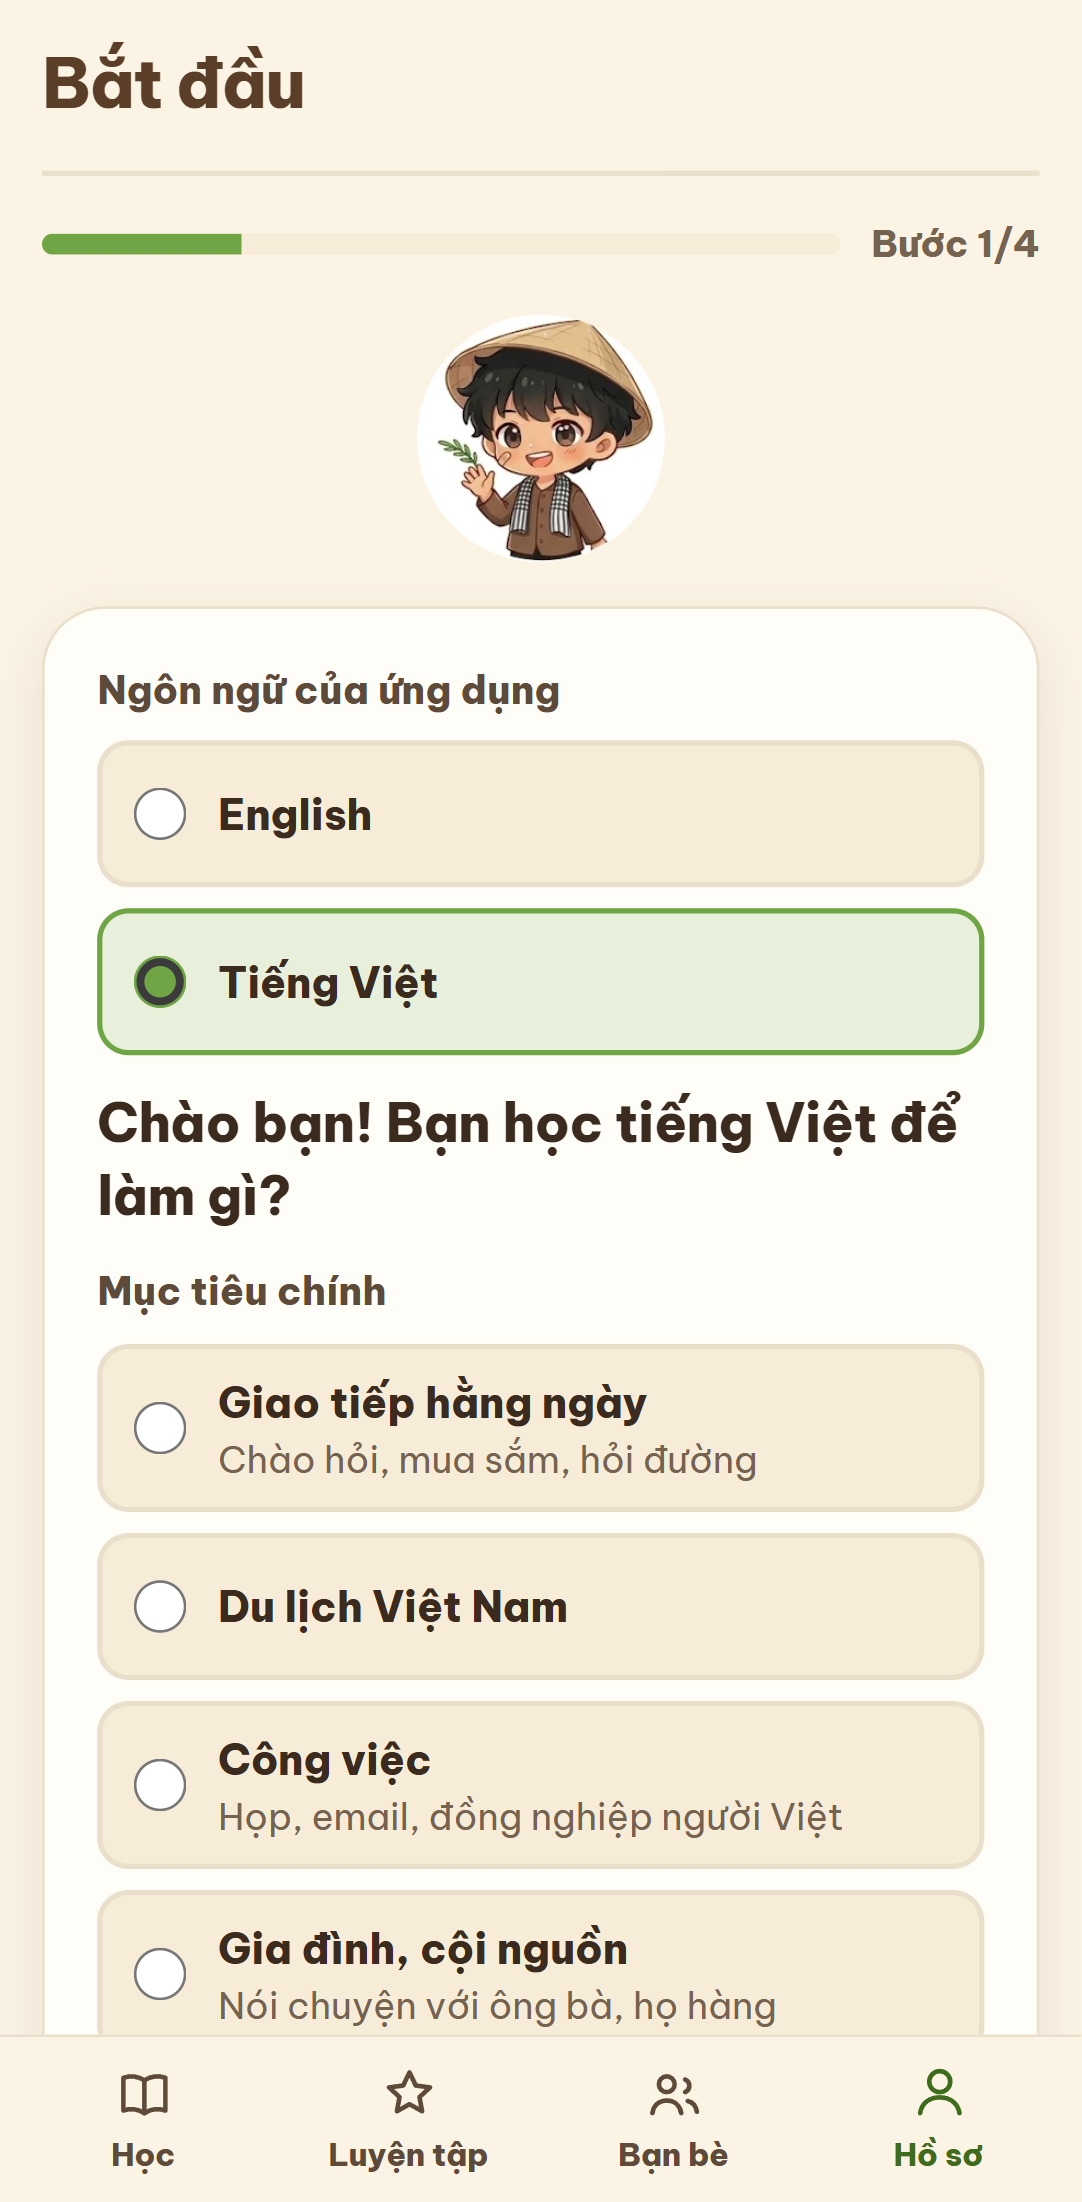 Bắt đầu
Bước 1/4
Ngôn ngữ của ứng dụng
English
Tiếng Việt
Chào bạn! Bạn học tiếng Việt để
làm gì?
Mục tiêu chính
Giao tiếp hằng ngày
Chào hỏi, mua sắm, hỏi đường
Du lịch Việt Nam
Công việc
Họp, email, đồng nghiệp người Việt
Gia đình, cội nguồn
Nói chuyện với ông bà, họ hàng
Học
Luyện tập
Bạn bè
Hồ sơ